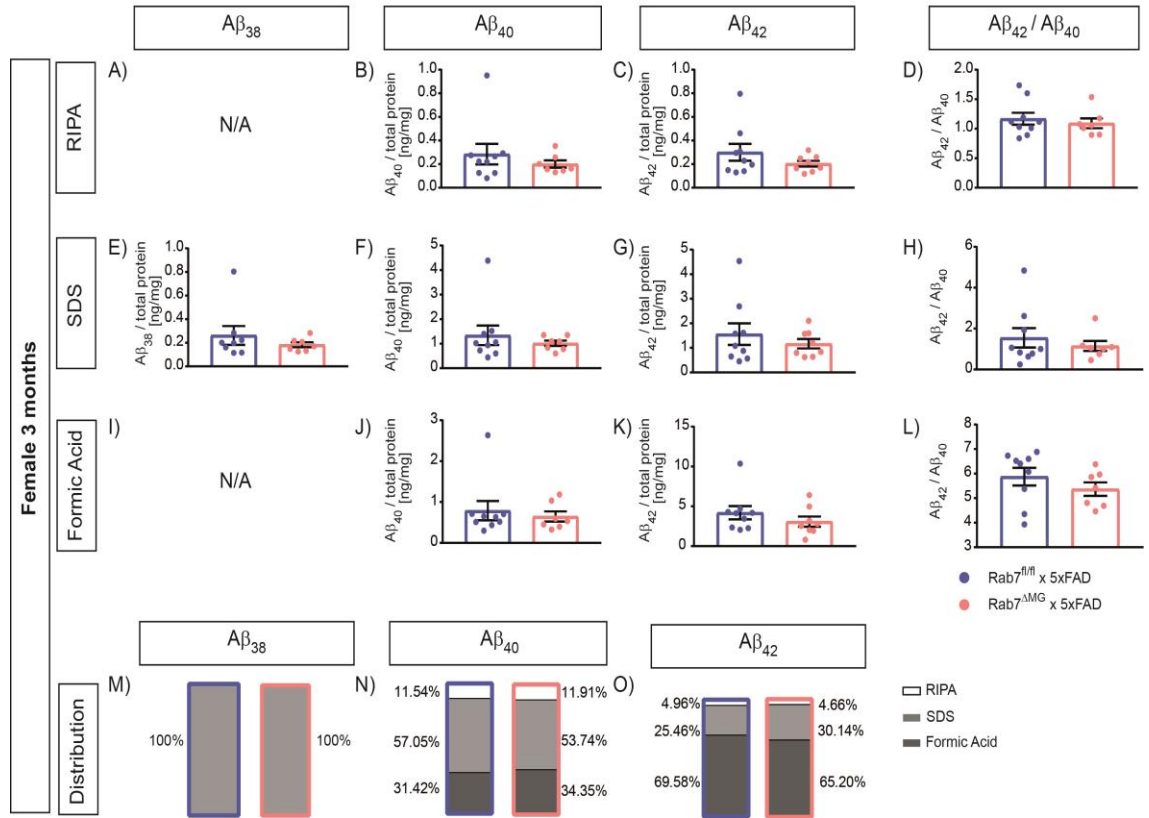 Aβ38
Aβ40
Aβ42
Aβ42 / Aβ40
Female 3 months
RIPA
A)
N/A
B)
Aβ40 / total protein
[ng/mg]
1.0
0.8
0.6
0.4
0.2
0.0
C)
Aβ42 / total protein
[ng/mg]
1.0
0.8
0.6
0.4
0.2
0.0
D)
Aβ42 / Aβ40
2.0
1.5
1.0
0.5
0.0
SDS
E)
Aβ38 / total protein
[ng/mg]
1.0
0.8
0.6
0.4
0.2
0.0
F)
Aβ40 / total protein
[ng/mg]
5
4
3
2
1
0
G)
Aβ42 / total protein
[ng/mg]
5
4
3
2
1
0
H)
Aβ42 / Aβ40
6
4
2
0
Formic Acid
I)
N/A
J)
Aβ40 / total protein
[ng/mg]
3
2
1
0
K)
Aβ42 / total protein
[ng/mg]
15
10
5
0
L)
Aβ42 / Aβ40
8
7
6
5
4
3
Rab7fl/fl x 5xFAD
Rab7ΔMG x 5xFAD
Aβ38
Aβ40
Aβ42
Distribution
M)
100%
100%
N)
11.54%
11.91%
57.05%
53.74%
31.42%
34.35%
O)
4.96%
4.66%
25.46%
30.14%
69.58%
65.20%
RIPA
SDS
Formic Acid